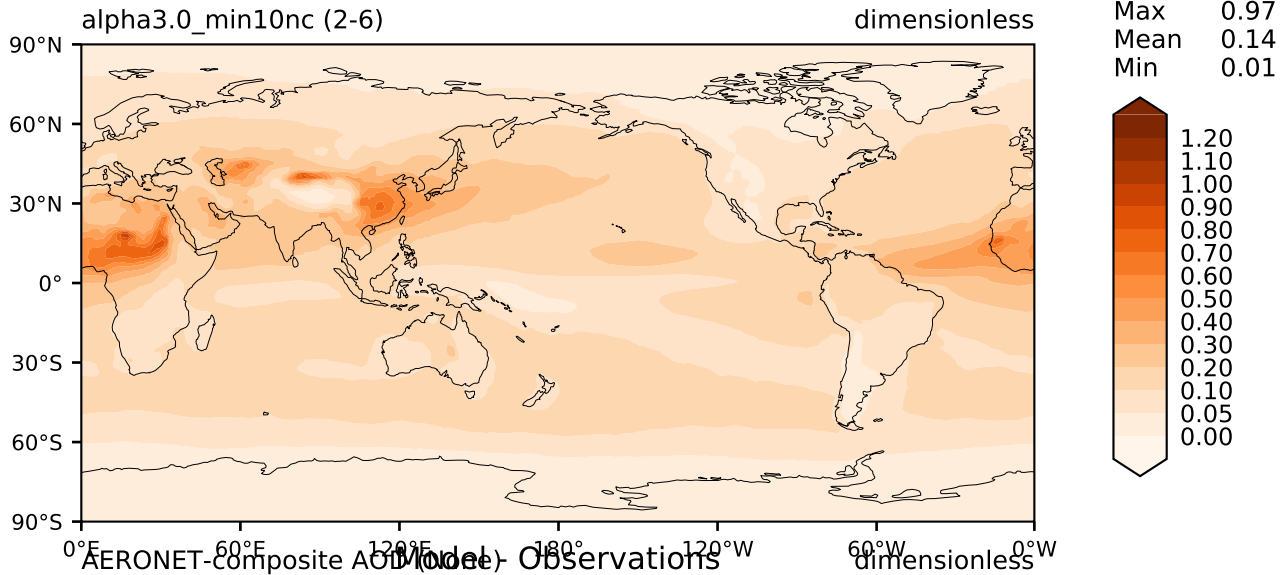 alpha3.0_min10nc (2-6) dimensionless
Max 0.97
Mean 0.14
Min 0.01
90°N
60°N
30°N
0°
30°S
60°S
90°S
0°E 60°E 120°E 180° 120°W 60°W 0°W
1.20
1.10
1.00
0.90
0.80
0.70
0.60
0.50
0.40
0.30
0.20
0.10
0.05
0.00
AERONET-composite AOD (None) dimensionless
Model - Observations